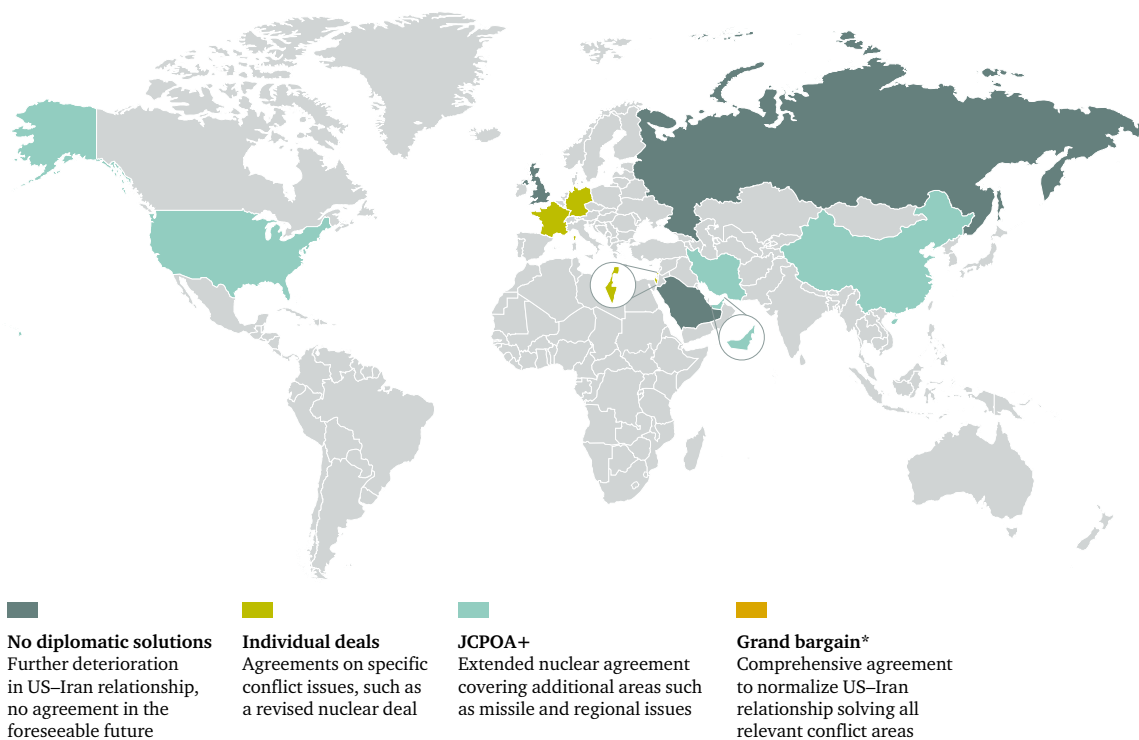 No diplomatic solutions
Further deterioration
in US–Iran relationship,
no agreement in the
foreseeable future
Individual deals
Agreements on specific
conflict issues, such as
a revised nuclear deal
JCPOA+
Extended nuclear agreement
covering additional areas such
as missile and regional issues
Grand bargain*
Comprehensive agreement
to normalize US–Iran
relationship solving all
relevant conflict areas